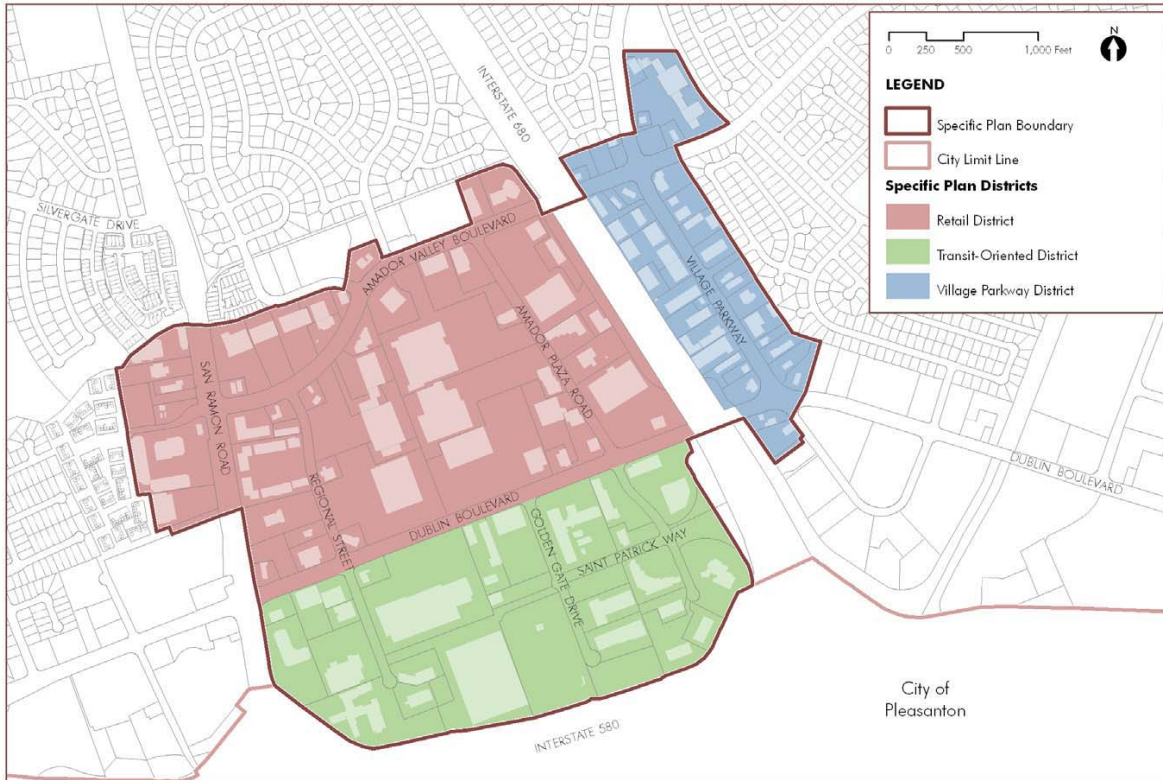 INTERSTATE 680
0 250 500 1,000 Feet
N
LEGEND
Specific Plan Boundary
City Limit Line
Specific Plan Districts
Retail District
Transit-Oriented District
Village Parkway District
SILVERGATE DRIVE
AMADOR VALLEY BOULEVARD
VILLAGE PARKWAY
AMADOR PLAZA ROAD
SAN RAMON ROAD
REGIONAL STREET
DUBLIN BOULEVARD
DUBLIN BOULEVARD
GOLDEN GATE DRIVE
SAINT PATRICK WAY
City of
Pleasanton
INTERSTATE 580